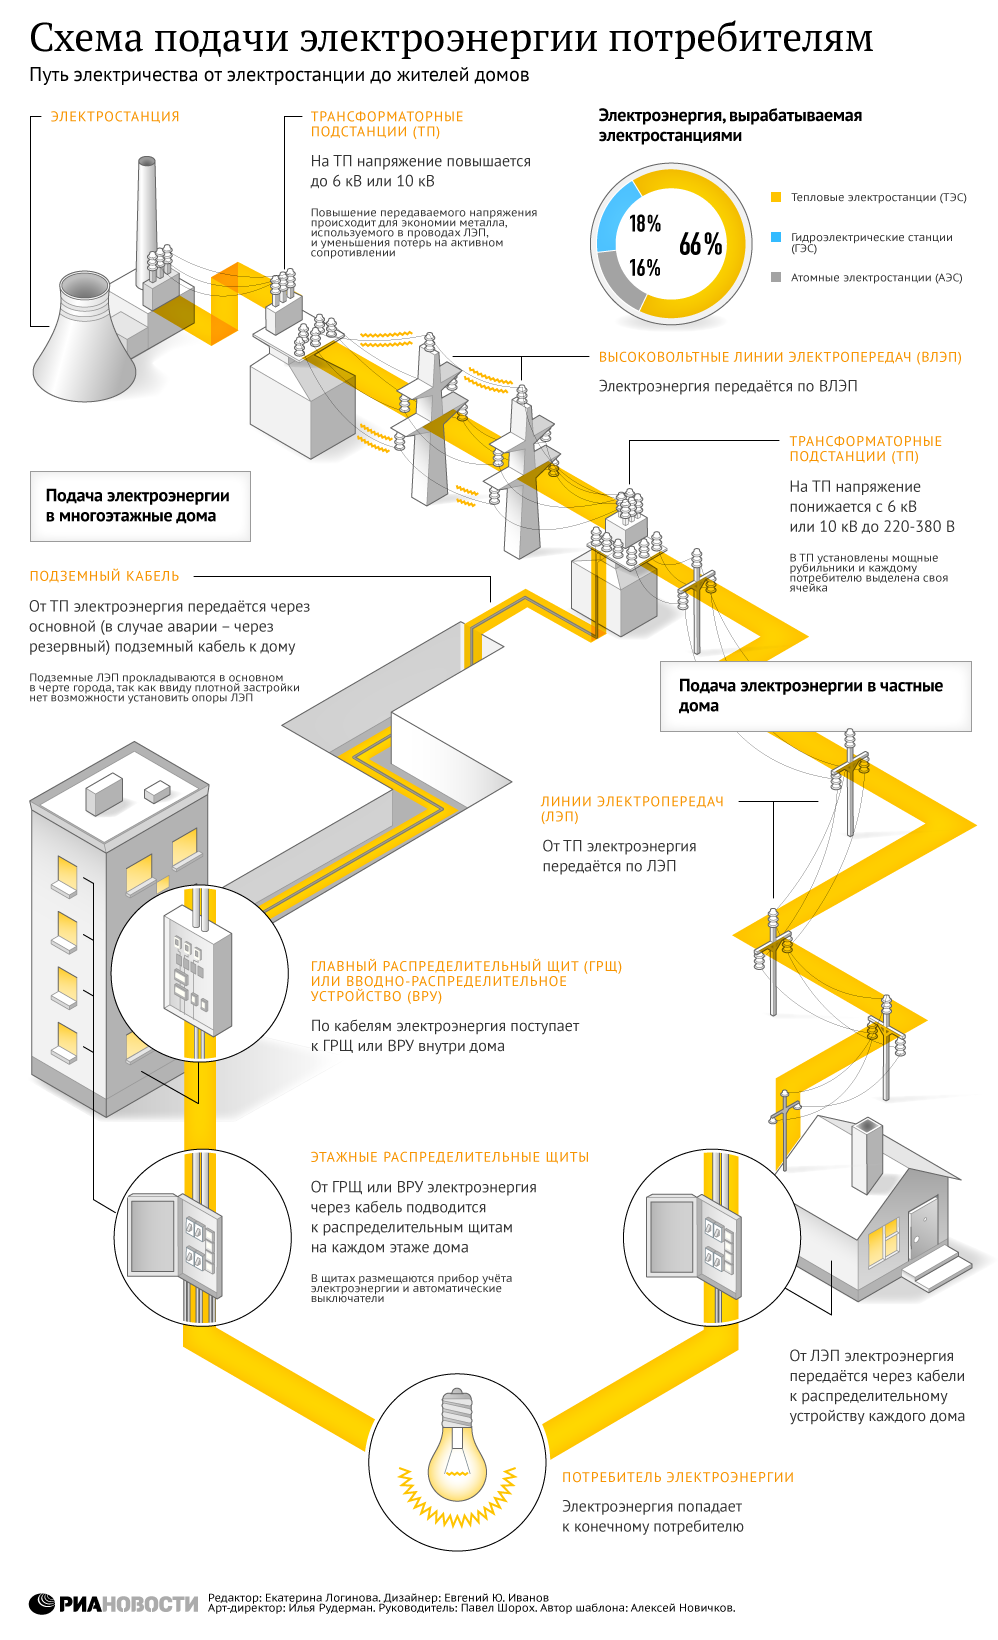 Схема подачи электроэнергии потребителям
Путь электричества от электростанции до жителей домов
ЭЛЕКТРОСТАНЦИЯ
ТРАНСФОРМАТОРНЫЕ
ПОДСТАНЦИИ (ТП)
На ТП напряжение повышается
до 6 кВ или 10 кВ
Повышение передаваемого напряжения
происходит для экономии металла,
используемого в проводах ЛЭП,
и уменьшения потерь на активном
сопротивлении
Электроэнергия, вырабатываемая
электростанциями
18%
66%
16%
Тепловые электростанции (ТЭС)
Гидроэлектрические станции
(ГЭС)
Атомные электростанции (АЭС)
ВЫСОКОВОЛЬТНЫЕ ЛИНИИ ЭЛЕКТРОПЕРЕДАЧ (ВЛЭП)
Электроэнергия передаётся по ВЛЭП
ТРАНСФОРМАТОРНЫЕ
ПОДСТАНЦИИ (ТП)
На ТП напряжение
понижается с 6 кВ
или 10 кВ до 220-380 В
В ТП установлены мощные
рубильники и каждому
потребителю выделена своя
ячейка
Подача электроэнергии
в многоэтажные дома
ПОДЗЕМНЫЙ КАБЕЛЬ
От ТП электроэнергия передаётся через
основной (в случае аварии – через
резервный) подземный кабель к дому
Подземные ЛЭП прокладываются в основном
в черте города, так как ввиду плотной застройки
нет возможности установить опоры ЛЭП
Подача электроэнергии в частные
дома
ЛИНИИ ЭЛЕКТРОПЕРЕДАЧ
(ЛЭП)
От ТП электроэнергия
передаётся по ЛЭП
ГЛАВНЫЙ РАСПРЕДЕЛИТЕЛЬНЫЙ ЩИТ (ГРЩ)
ИЛИ ВВОДНО-РАСПРЕДЕЛИТЕЛЬНОЕ
УСТРОЙСТВО (ВРУ)
По кабелям электроэнергия поступает
к ГРЩ или ВРУ внутри дома
ЭТАЖНЫЕ РАСПРЕДЕЛИТЕЛЬНЫЕ ЩИТЫ
От ГРЩ или ВРУ электроэнергия
через кабель подводится
к распределительным щитам
на каждом этаже дома
В щитах размещаются прибор учёта
электроэнергии и автоматические
выключатели
От ЛЭП электроэнергия
передаётся через кабели
к распределительному
устройству каждого дома
ПОТРЕБИТЕЛЬ ЭЛЕКТРОЭНЕРГИИ
Электроэнергия попадает
к конечному потребителю
РИАНОВОСТИ
Редактор: Екатерина Логинова. Дизайнер: Евгений Ю. Иванов
Арт-директор: Илья Рудерман. Руководитель: Павел Шорох. Автор шаблона: Алексей Новичков.